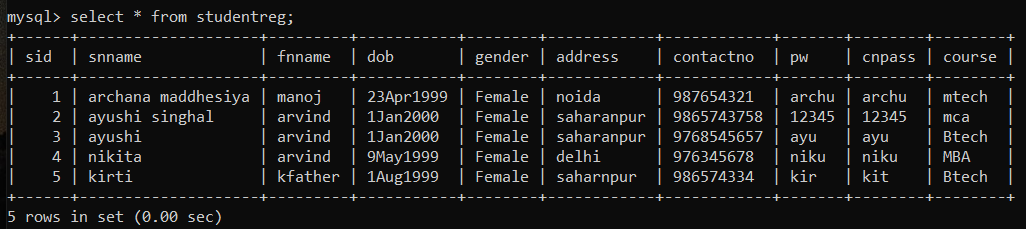 mysql> select * from studentreg;
+------+--------------------+---------+----------+--------+-------------+------------+-------+--------+--------+
| sid  | snname             | fnname  | dob      | gender | address     | contactno  | pw    | cnpass | course |
+------+--------------------+---------+----------+--------+-------------+------------+-------+--------+--------+
|    1 | archana maddhesiya | manoj   | 23Apr1999 | Female | noida       | 987654321  | archu | archu  | mtech  |
|    2 | ayushi singhal     | arvind  | 1Jan2000  | Female | saharanpur  | 9865743758 | 12345 | 12345  | mca    |
|    3 | ayushi             | arvind  | 1Jan2000  | Female | saharanpur  | 9768545657 | ayu   | ayu    | Btech  |
|    4 | nikita             | arvind  | 9May1999  | Female | delhi       | 976345678  | niku  | niku   | MBA    |
|    5 | kirti              | kfather | 1Aug1999  | Female | saharnpur   | 986574334  | kir   | kit    | Btech  |
+------+--------------------+---------+----------+--------+-------------+------------+-------+--------+--------+
5 rows in set (0.00 sec)